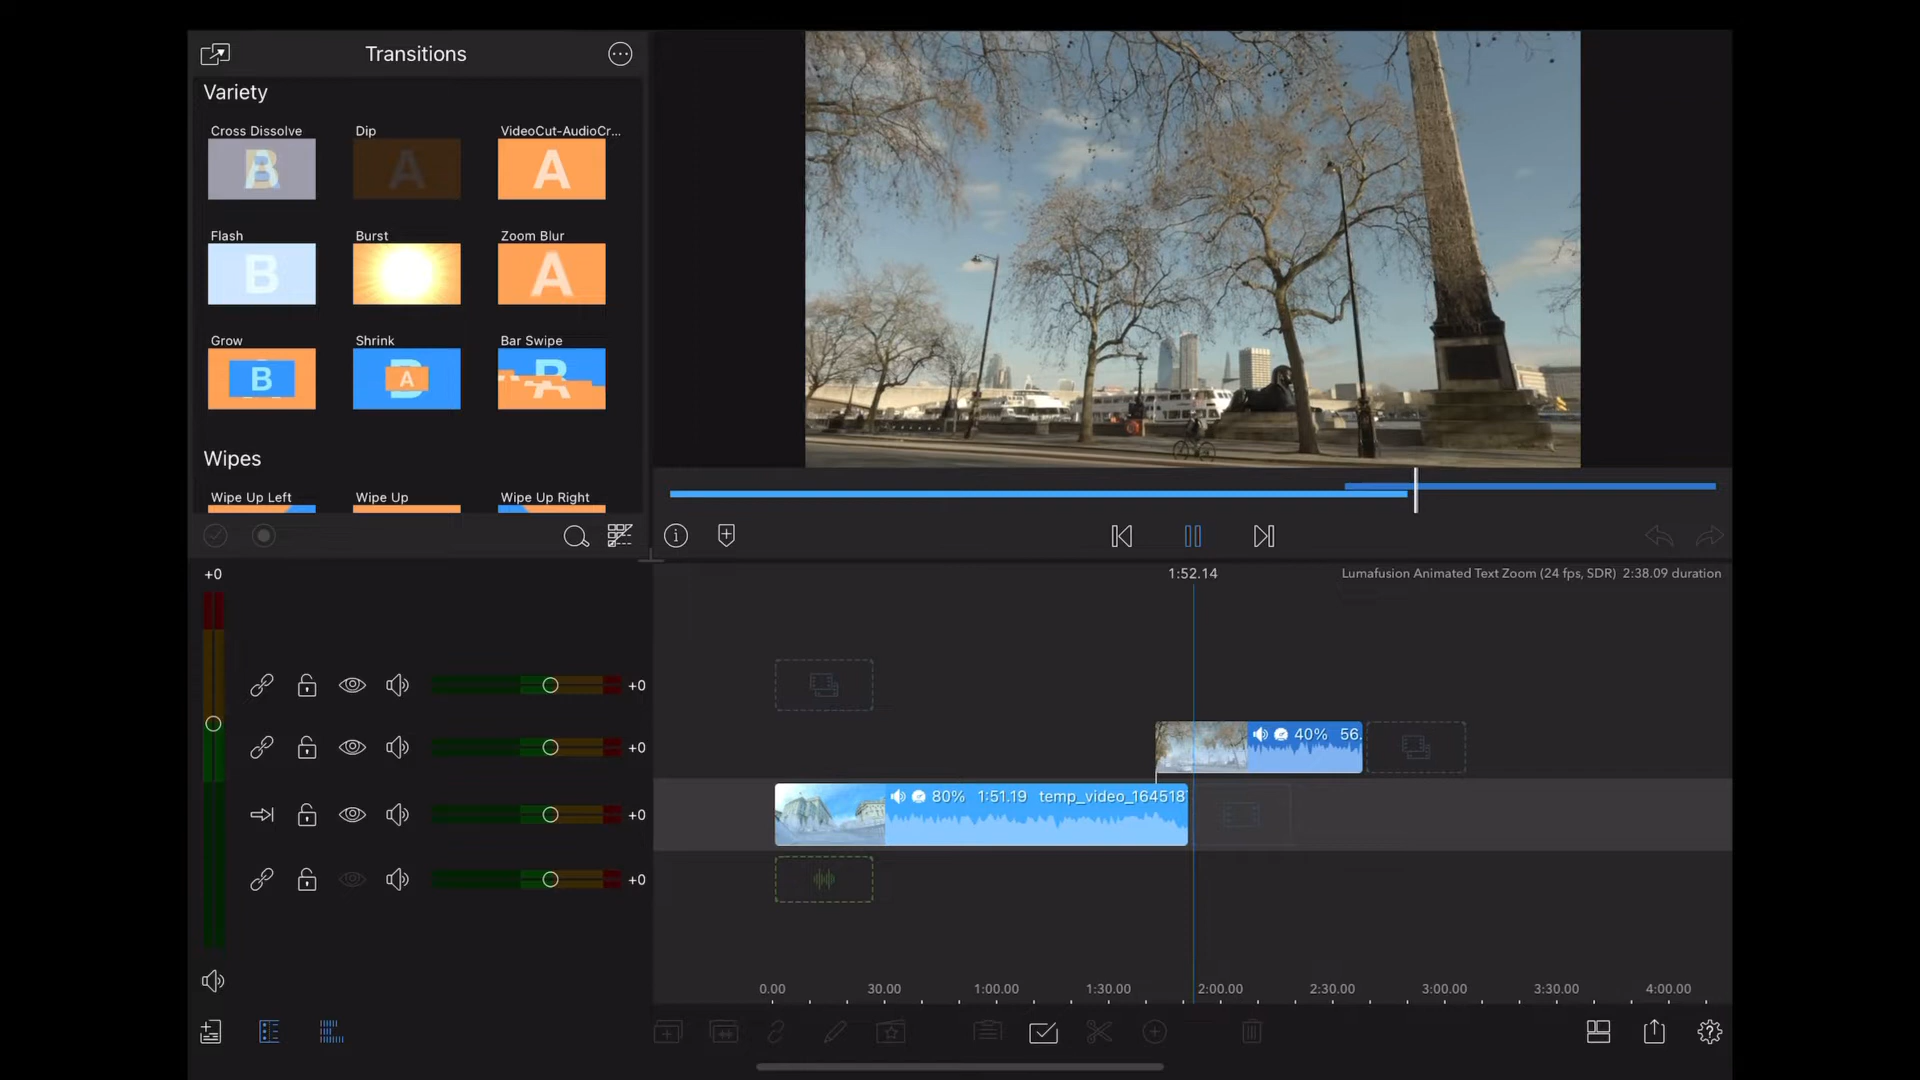 Transitions
Variety
Cross Dissolve
Dip
VideoCut-AudioCr...
B
A
A
Flash
Burst
Zoom Blur
B
A
Grow
Shrink
Bar Swipe
B
A
Wipes
Wipe Up Left
Wipe Up
Wipe Up Right
+0
1:52.14
Lumafusion Animated Text Zoom (24 fps, SDR) 2:38.09 duration
+0
+0
40% 56.
+0
80% 1:51.19 temp_video_164518
+0
0.00
30.00
1:00.00
1:30.00
2:00.00
2:30.00
3:00.00
3:30.00
4:00.00